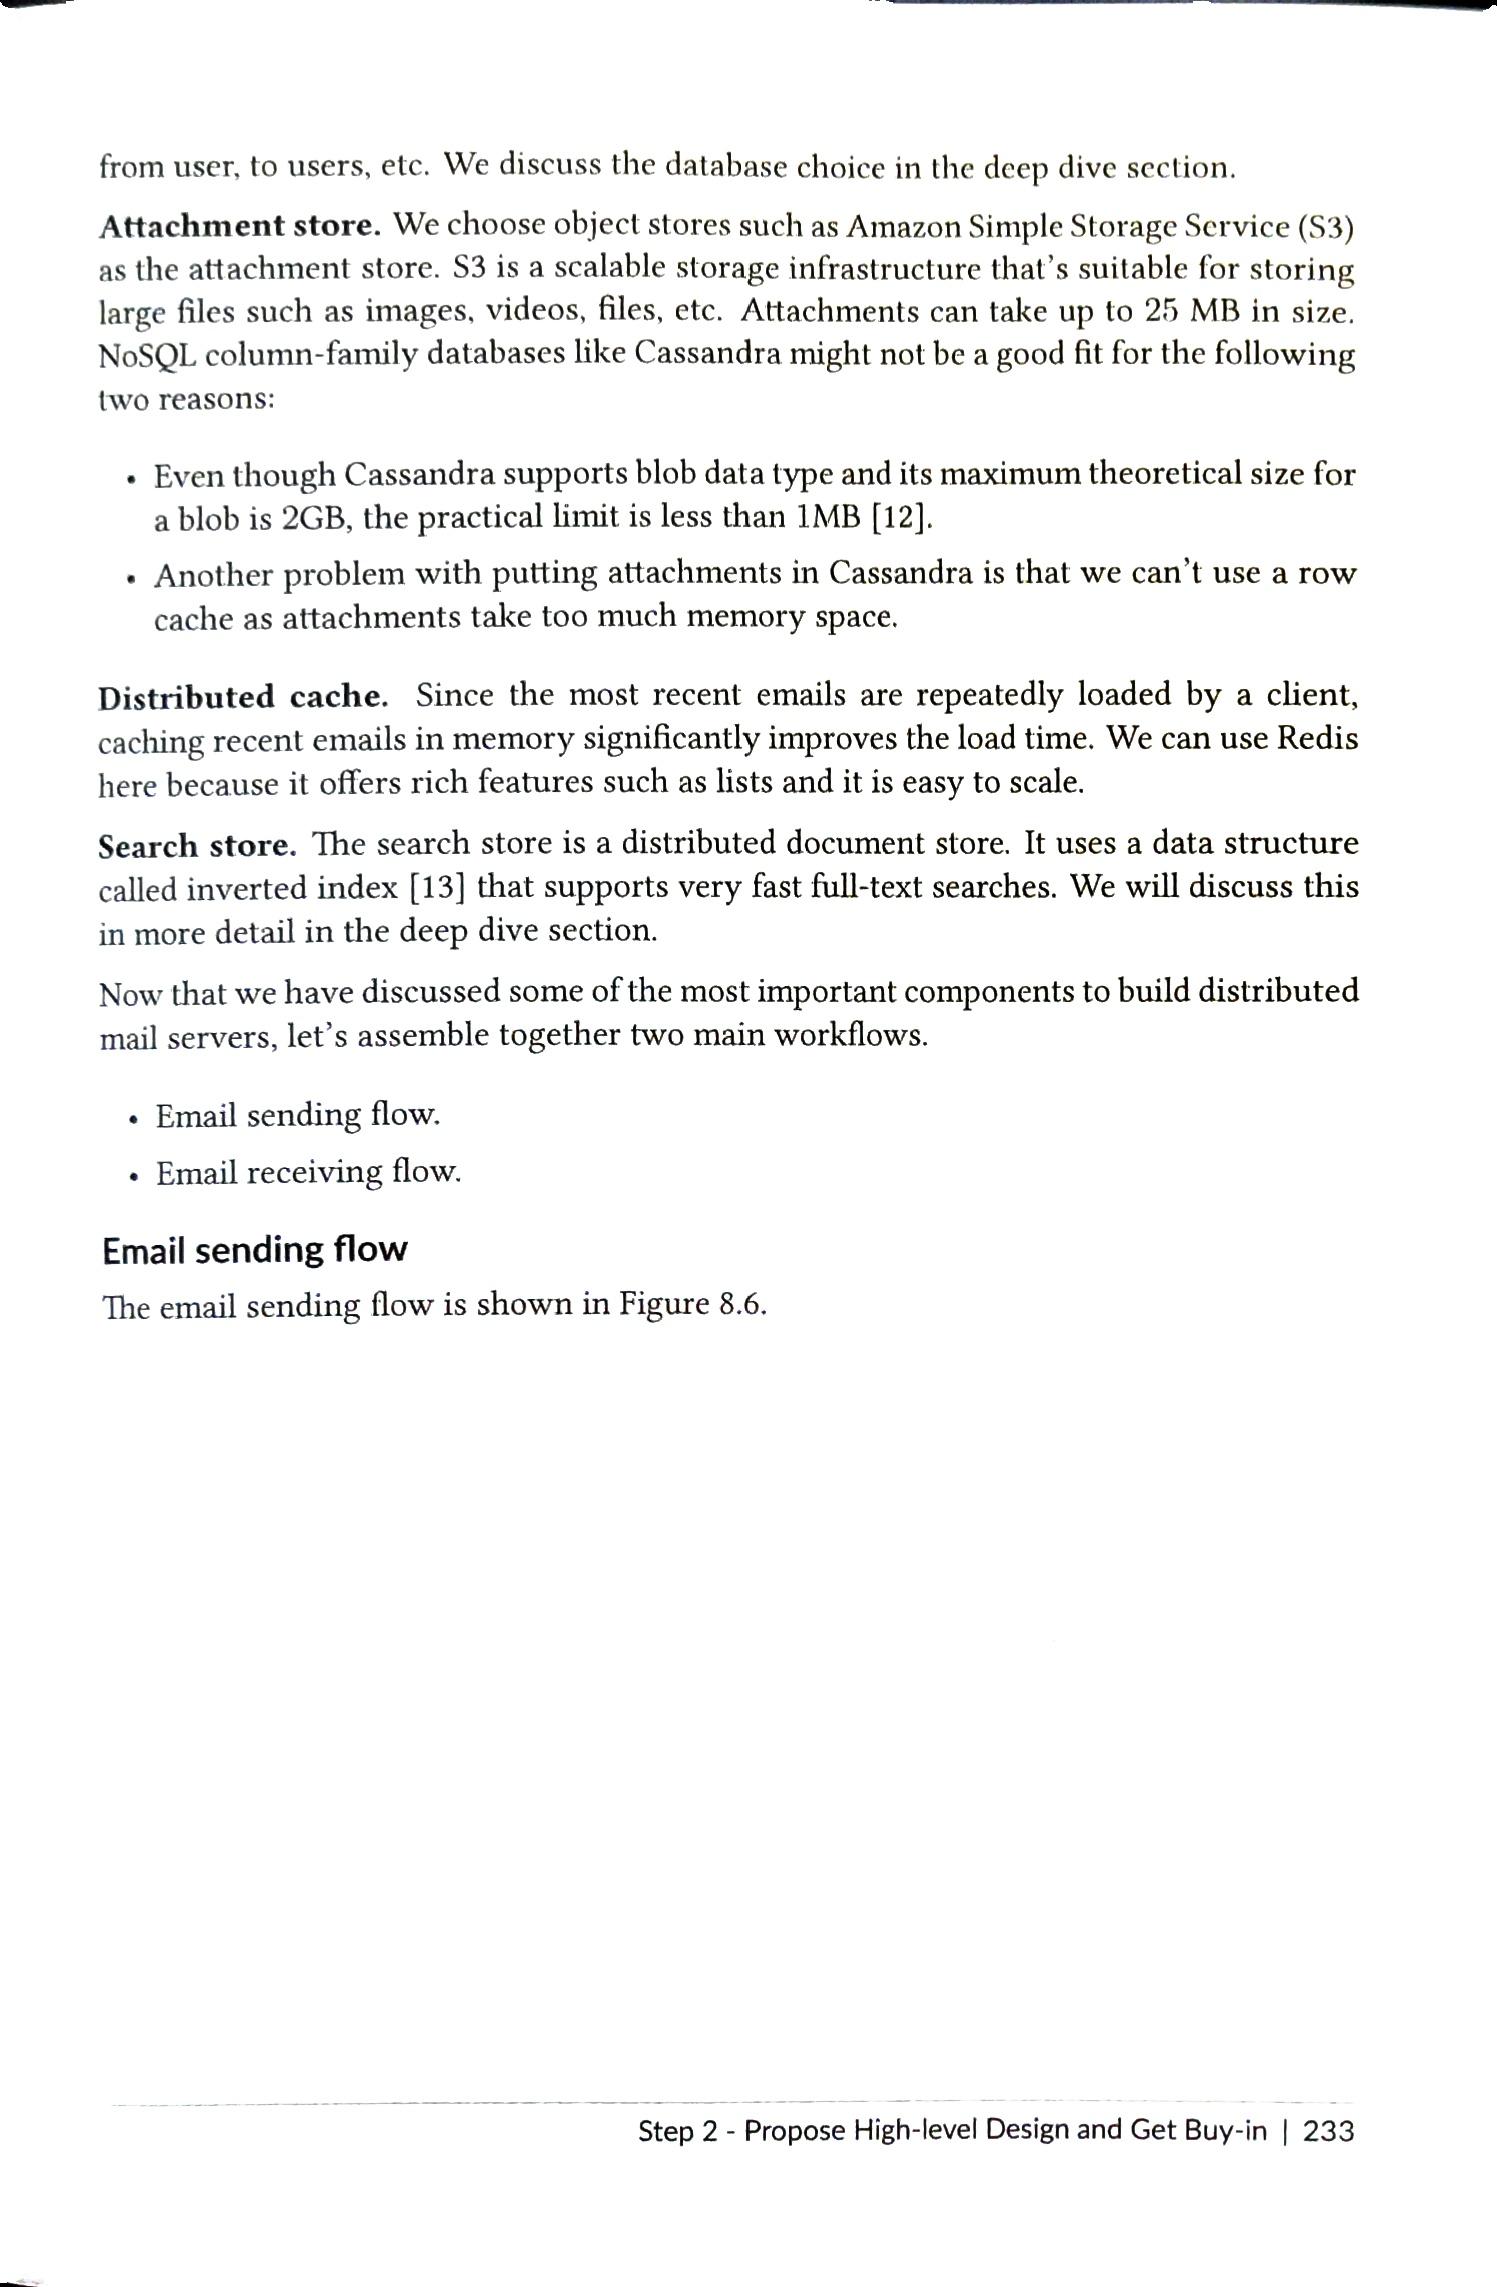 from user, to users, etc. We discuss the database choice in the deep dive section.
Attachment store. We choose object stores such as Amazon Simple Storage Service (S3)
as the attachment store. S3 is a scalable storage infrastructure that's suitable for storing
large files such as images, videos, files, etc. Attachments can take up to 25 MB in size.
NoSQL column-family databases like Cassandra might not be a good fit for the following
two reasons:
• Even though Cassandra supports blob data type and its maximum theoretical size for
a blob is 2GB, the practical limit is less than 1MB [12].
• Another problem with putting attachments in Cassandra is that we can't use a row
cache as attachments take too much memory space.
Distributed cache. Since the most recent emails are repeatedly loaded by a client,
caching recent emails in memory significantly improves the load time. We can use Redis
here because it offers rich features such as lists and it is easy to scale.
Search store. The search store is a distributed document store. It uses a data structure
called inverted index [13] that supports very fast full-text searches. We will discuss this
in more detail in the deep dive section.
Now that we have discussed some of the most important components to build distributed
mail servers, let's assemble together two main workflows.
• Email sending flow.
• Email receiving flow.
Email sending flow
The email sending flow is shown in Figure 8.6.
Step 2 - Propose High-level Design and Get Buy-in | 233